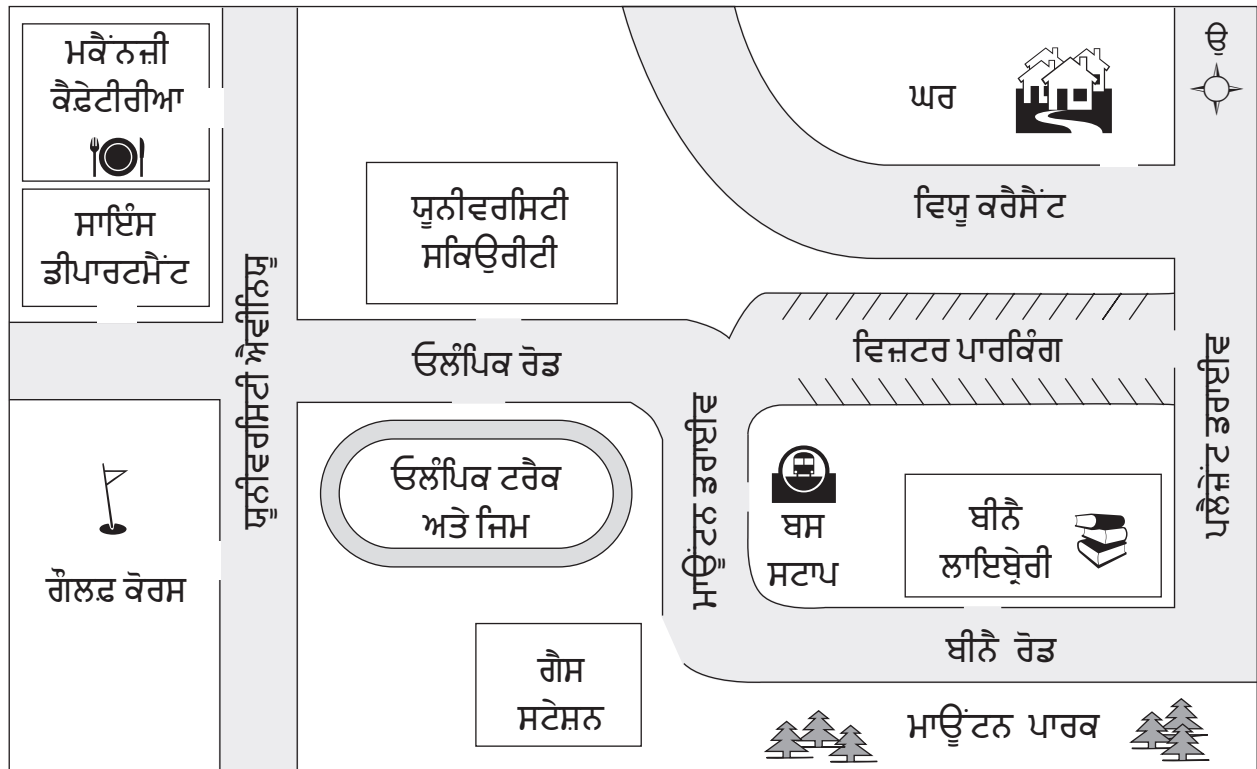 ਮਕੈਂਨਜ਼ੀ
ਕੈਫ਼ੇਟੀਰੀਆ
ਸਾਇੰਸ
ਡੀਪਾਰਟਮੈਂਟ
ਯੂਨੀਵਰਸਿਟੀ ਐਵੀਨਿਯੂ
ਯੂਨੀਵਰਸਿਟੀ
ਸਕਿਉਰੀਟੀ
ਘਰ
ੳ
ਵਿਯੂ ਕਰੈਸੈਂਟ
ਓਲੰਪਿਕ ਰੋਡ
ਵਿਜ਼ਟਰ ਪਾਰਕਿੰਗ
ਪਲੈਜ਼ੇਂਟ ਡਰਾਈਵ
ਮਾਊਂਟਨ ਡਰਾਈਵ
ਓਲੰਪਿਕ ਟਰੈਕ
ਅਤੇ ਜਿਮ
ਬਸ
ਸਟਾਪ
ਬੀਨੈ
ਲਾਇਬ੍ਰੇਰੀ
ਗੌਲਫ਼ ਕੋਰਸ
ਬੀਨੈ ਰੋਡ
ਗੈਸ
ਸਟੇਸ਼ਨ
ਮਾਊਂਟਨ ਪਾਰਕ